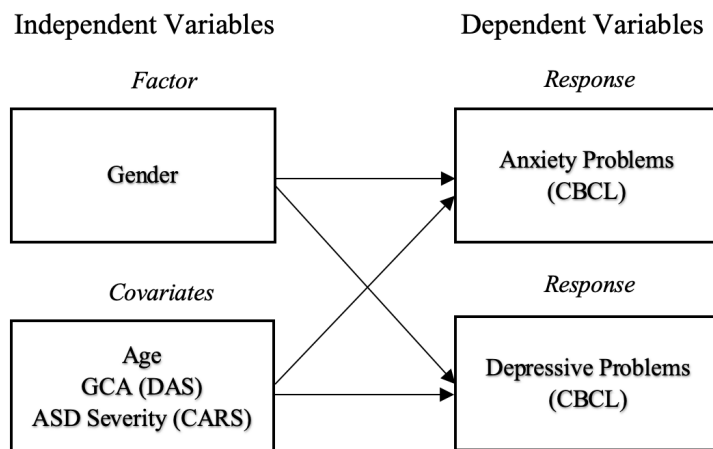 Independent Variables
Dependent Variables
Factor
Response
Gender
Anxiety Problems
(CBCL)
Covariates
Response
Age
GCA (DAS)
ASD Severity (CARS)
Depressive Problems
(CBCL)